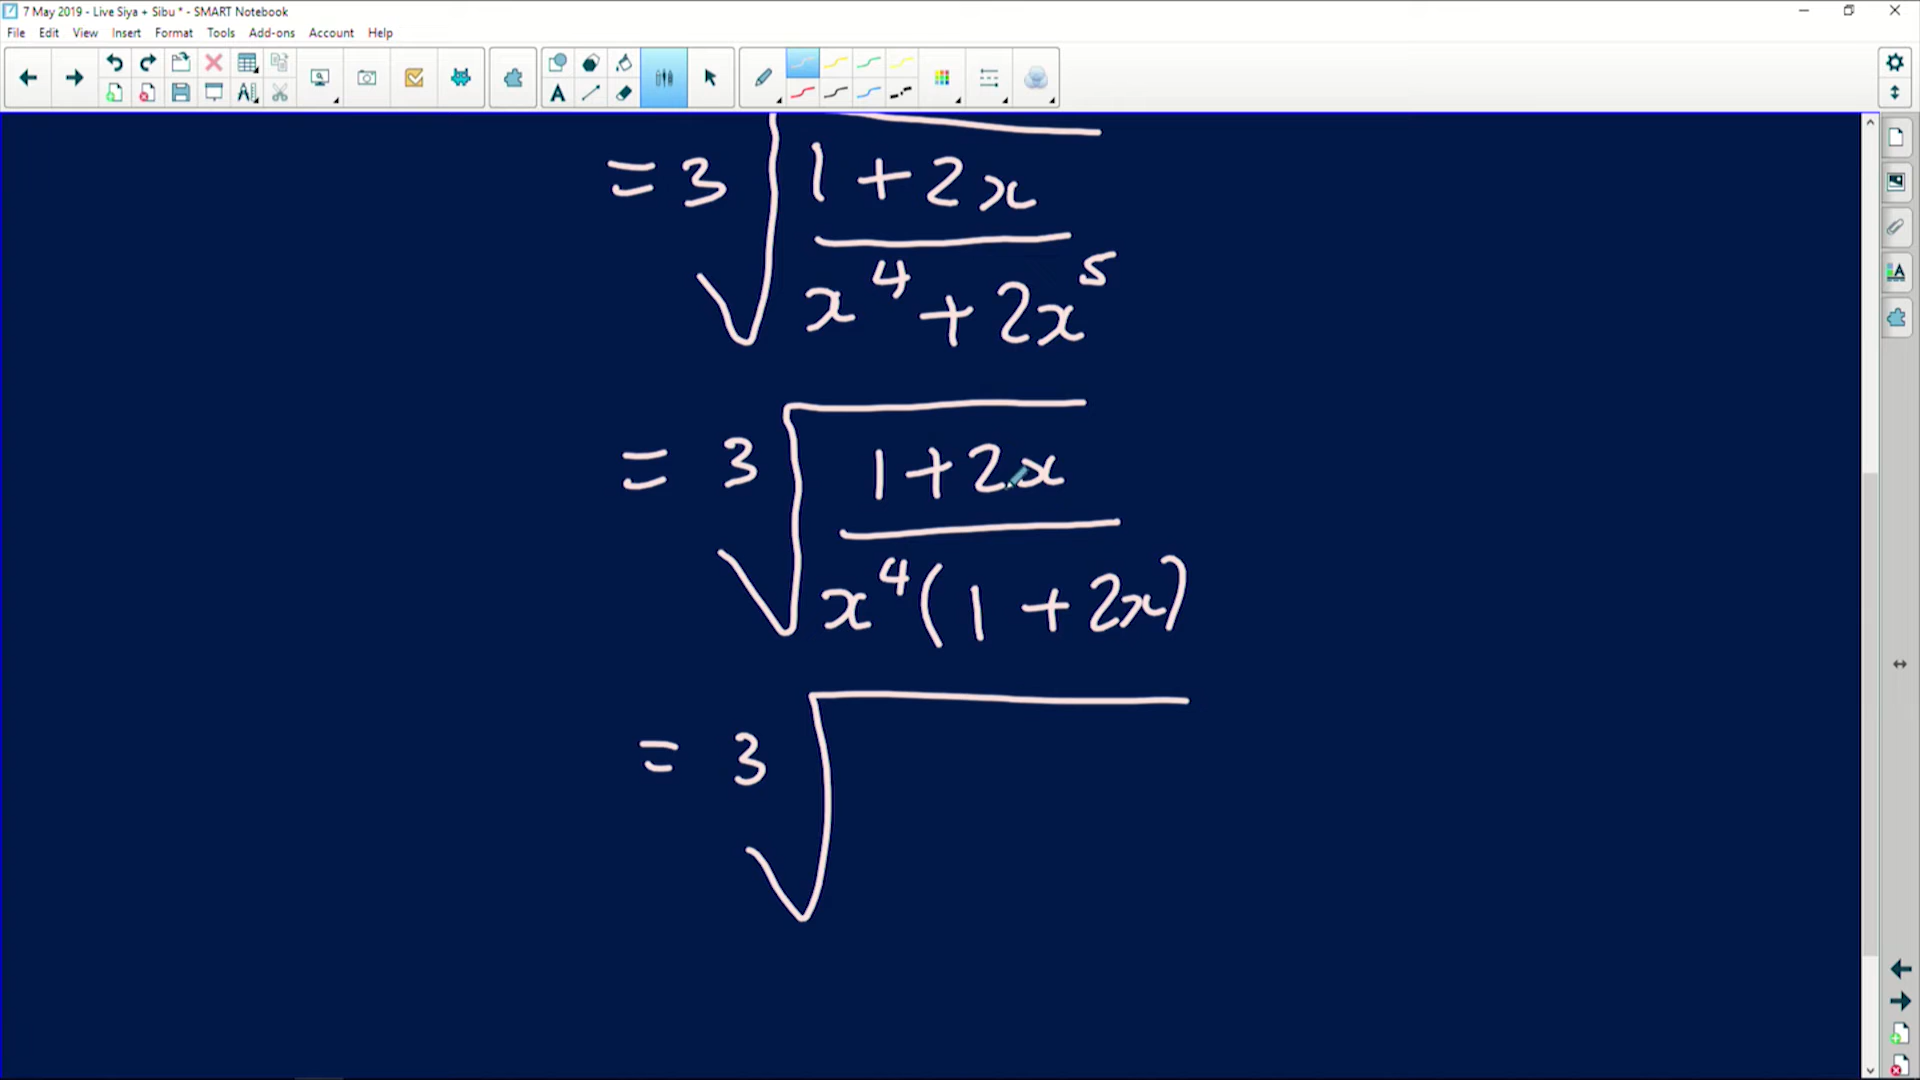 7 May 2019 - Live Siya + Sibu * - SMART Notebook
File Edit View Insert Format Tools Add-ons Account Help
= 3√
1 + 2x
x⁴ + 2x⁵
= 3√
1 + 2x
x⁴(1 + 2x)
= 3√